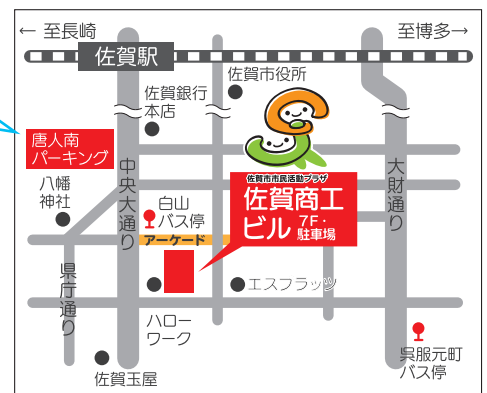 ← 至長崎
至博多→
佐賀駅
佐賀市役所
佐賀銀行
本店
唐人南
パーキング
中央大通り
大財通り
佐賀市市民活動プラザ
佐賀商工
ビル 7F・
駐車場
八幡
神社
白山
バス停
アーケード
県庁通り
エスプラッツ
ハロー
ワーク
呉服元町
バス停
佐賀玉屋